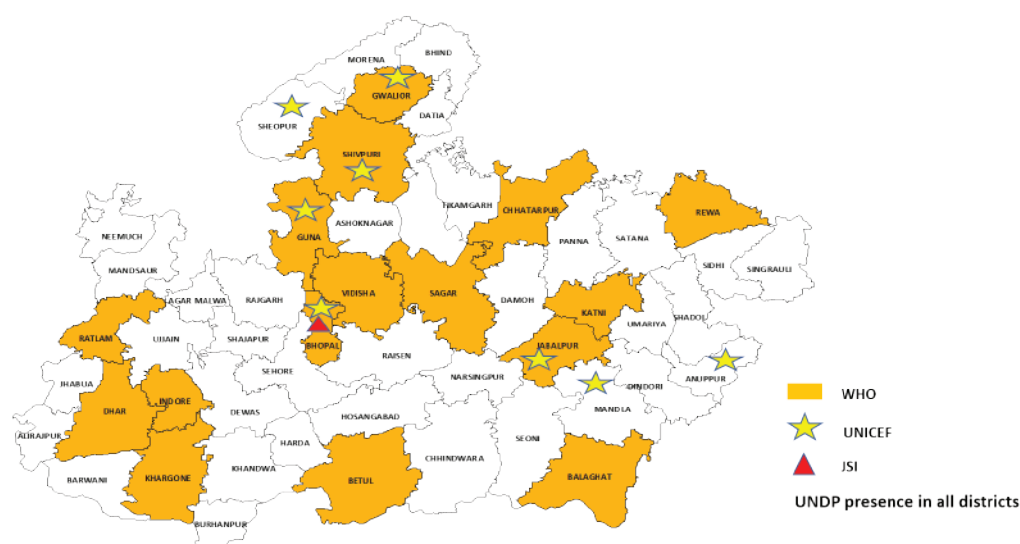 BHIND
MORENA
GWALIOR
DATIA
SHEOPUR
SHIVPURI
TIKAMGARH
CHHATARPUR
REWA
ASHOKNAGAR
GUNA
NEEMUCH
PANNA
SATANA
SIDHI
SINGRAULI
MANDSAUR
VIDISHA
SAGAR
DAMOH
AGAR MALWA
RAJGARH
KATNI
SHADOL
UMARIYA
RATLAM
UJJAIN
SHAJAPUR
BHOPAL
JABALPUR
RAISEN
SEHORE
NARSINGPUR
ANUPPUR
JHABUA
DINDORI
INDORE
MANDLA
DHAR
DEWAS
HOSANGABAD
ALIRAJPUR
SEONI
HARDA
CHHINDWARA
KHANDWA
BARWANI
KHARGONE
BETUL
BALAGHAT
BURHANPUR
WHO
UNICEF
JSI
UNDP presence in all districts